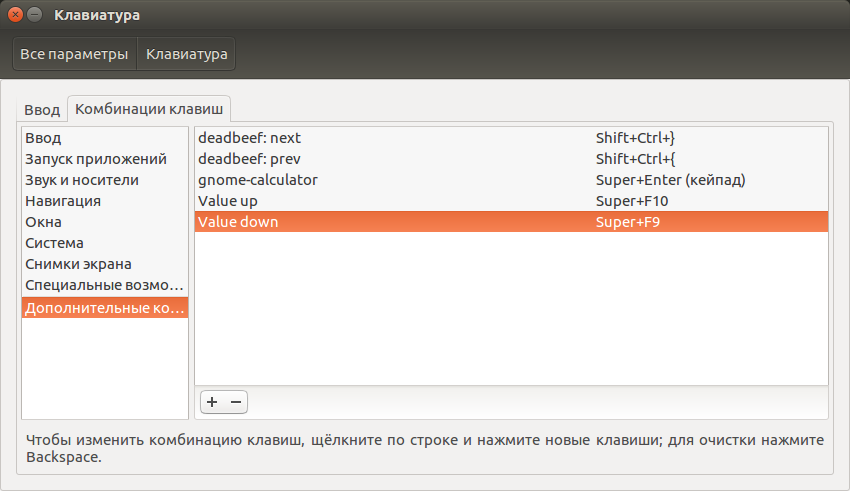 Клавиатура
Все параметры Клавиатура
Ввод Комбинации клавиш
Ввод
Запуск приложений
Звук и носители
Навигация
Окна
Система
Снимки экрана
Специальные возмо...
Дополнительные ко...
deadbeef: next Shift+Ctrl+}
deadbeef: prev Shift+Ctrl+{
gnome-calculator Super+Enter (кейпад)
Value up Super+F10
Value down Super+F9
Чтобы изменить комбинацию клавиш, щёлкните по строке и нажмите новые клавиши; для очистки нажмите
Backspace.